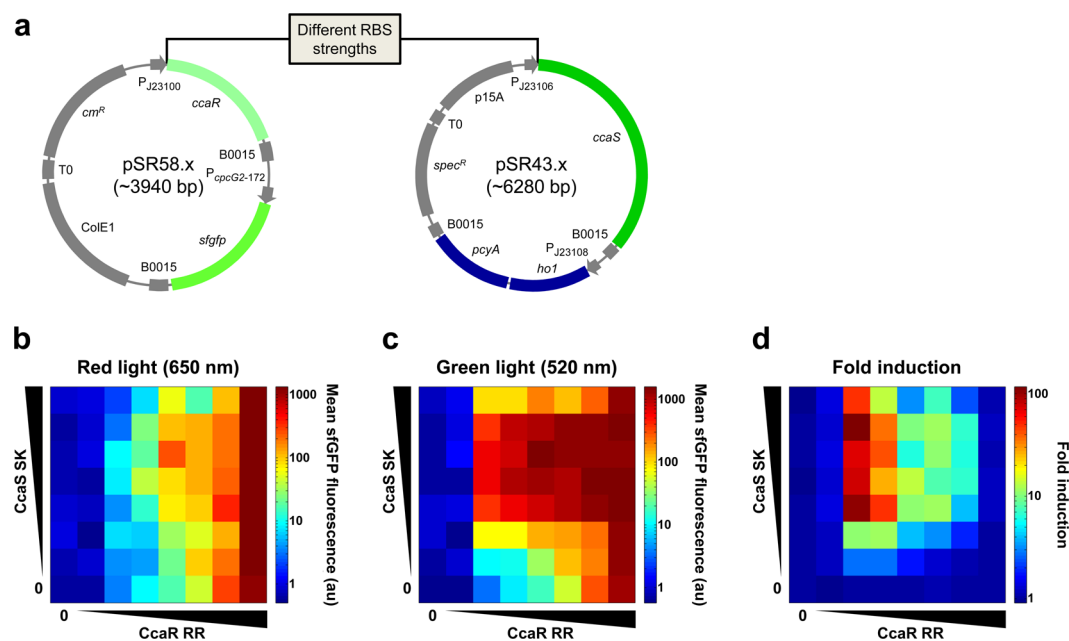 a
Different RBS
strengths
PJ23100
ccaR
cmR
B0015
PcpcG2-172
T0
pSR58.x
(~3940 bp)
ColE1
sfgfp
B0015
PJ23106
p15A
T0
ccaS
specR
pSR43.x
(~6280 bp)
B0015
B0015
PJ23108
pcyA
ho1
b
Red light (650 nm)
CcaS SK
0
0
CcaR RR
1000
100
10
1
Mean sfGFP fluorescence (au)
c
Green light (520 nm)
CcaS SK
0
0
CcaR RR
1000
100
10
1
Mean sfGFP fluorescence (au)
d
Fold induction
CcaS SK
0
0
CcaR RR
100
10
1
Fold induction